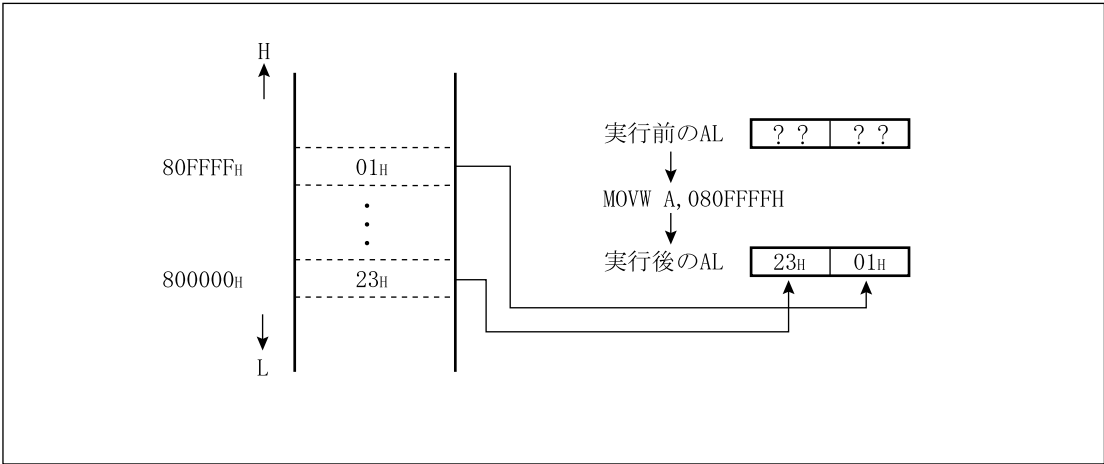 H
80FFFFH 01H
・
・
・
800000H 23H
L
実行前のAL ? ? ? ?
MOVW A, 080FFFFH
実行後のAL 23H 01H